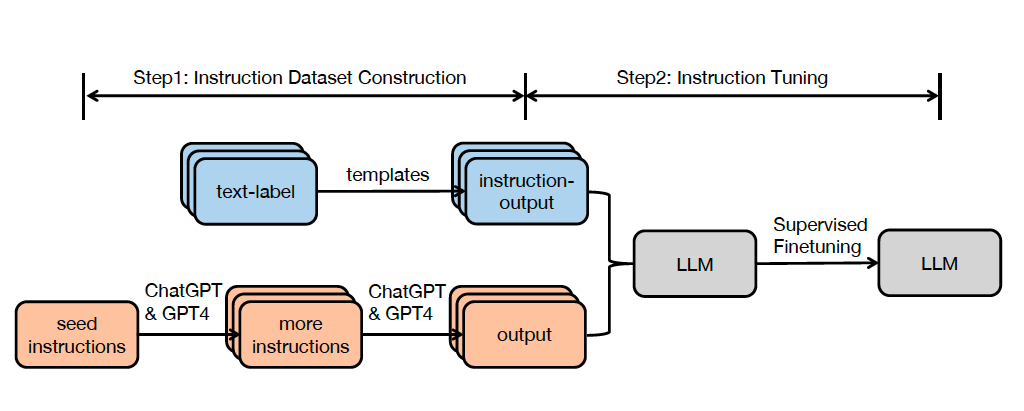 Step1: Instruction Dataset Construction
Step2: Instruction Tuning
text-label
templates
instruction-
output
LLM
Supervised
Finetuning
LLM
seed
instructions
ChatGPT
& GPT4
more
instructions
ChatGPT
& GPT4
output